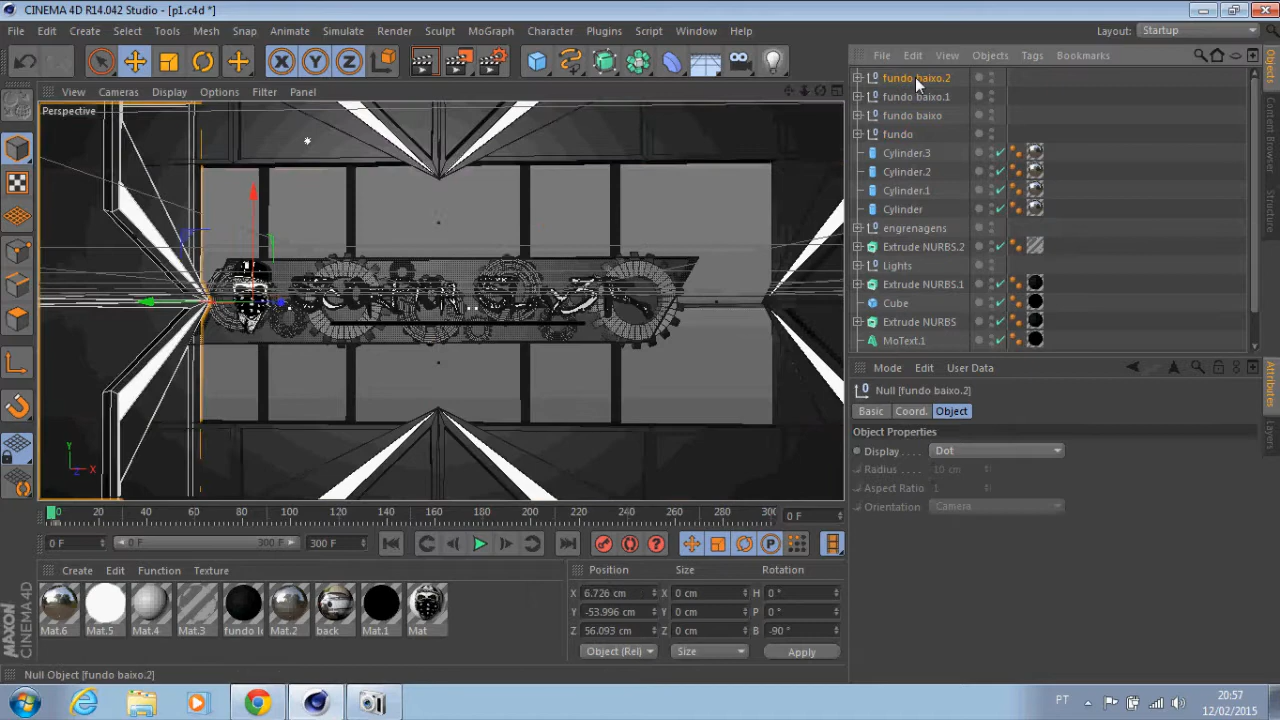 CINEMA 4D R14.042 Studio - [p1.c4d *]
File Edit Create Select Tools Mesh Snap Animate Simulate Render Sculpt MoGraph Character Plugins Script Window Help
Layout: Startup
X Y Z
File Edit View Objects Tags Bookmarks
View Cameras Display Options Filter Panel
Perspective
fundo baixo.2
fundo baixo.1
fundo baixo
fundo
Cylinder.3
Cylinder.2
Cylinder.1
Cylinder
engrenagens
Extrude NURBS.2
Lights
Extrude NURBS.1
Cube
Extrude NURBS
MoText.1
Objects
Content Browser
Structure
Mode Edit User Data
Null [fundo baixo.2]
Basic Coord. Object
Object Properties
Display Dot
Radius 10 cm
Aspect Ratio 1
Orientation Camera
Attributes
Layers
Y
Z X
0 20 40 60 80 100 120 140 160 180 200 220 240 260 280 30(
0 F
0 F 0 F 300 F 300 F
Create Edit Function Texture
Mat.6 Mat.5 Mat.4 Mat.3 fundo l Mat.2 back Mat.1 Mat
Position Size Rotation
X 6.726 cm X 0 cm H 0 °
Y -53.996 cm Y 0 cm P 0 °
Z 56.093 cm Z 0 cm B -90 °
Object (Rel) Size Apply
MAXON CINEMA 4D
Null Object [fundo baixo.2]
PT
20:57
12/02/2015